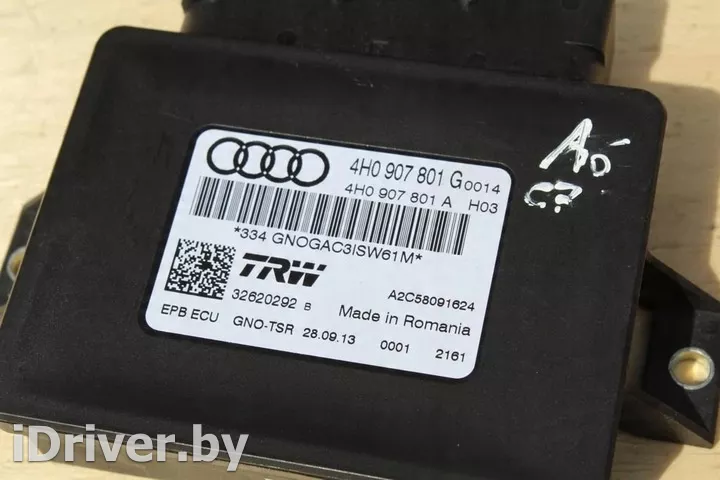 4H0 907 801 G 0014
4H0 907 801 A H03
*334 GNOGAC3ISW61M*
TRW
32620292 B
A2C58091624
Made in Romania
EPB ECU GNO-TSR 28.09.13 0001 2161
A6
C7
iDriver.by